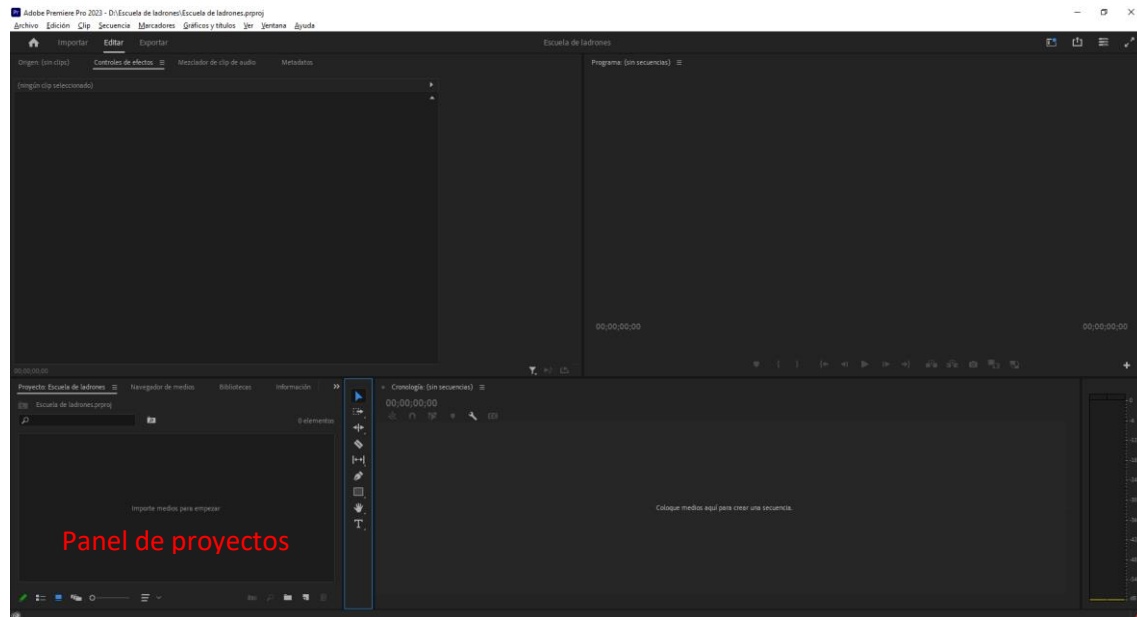 Adobe Premiere Pro 2023 - D:\Escuela de ladrones\Escuela de ladrones.prproj
Archivo Edición Clip Secuencia Marcadores Gráficos y títulos Ver Ventana Ayuda
Importar Editar Exportar Escuela de ladrones
Origen: (sin clips) Controles de efectos Mezclador de clip de audio Metadatos Programa: (sin secuencias)
(ningún clip seleccionado)
00;00;00;00 00;00;00;00
00;00;00;00
Proyecto: Escuela de ladrones Navegador de medios Bibliotecas Información Cronología: (sin secuencias)
Escuela de ladrones.prproj 00;00;00;00
0 elementos
Importe medios para empezar Coloque medios aquí para crear una secuencia.
Panel de proyectos